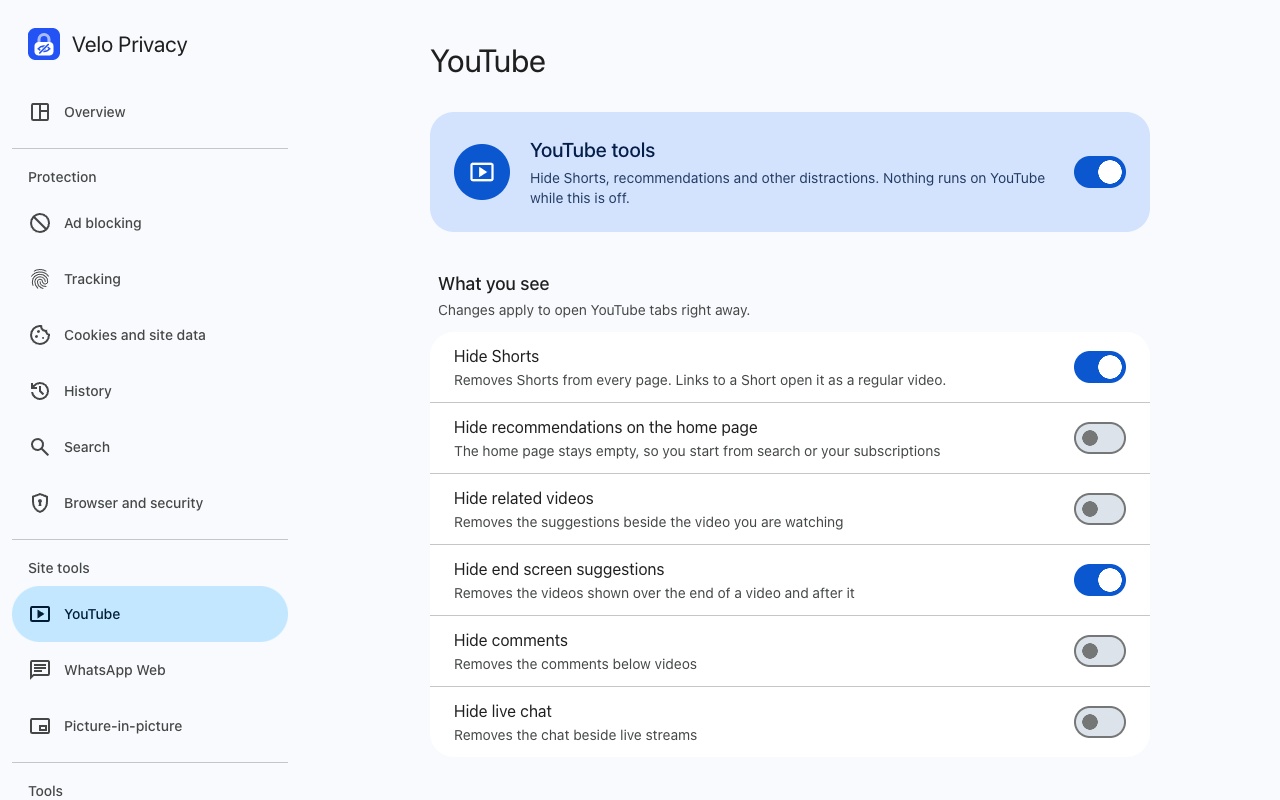 Velo Privacy
Overview
Protection
Ad blocking
Tracking
Cookies and site data
History
Search
Browser and security
Site tools
YouTube
WhatsApp Web
Picture-in-picture
Tools
YouTube
YouTube tools
Hide Shorts, recommendations and other distractions. Nothing runs on YouTube
while this is off.
What you see
Changes apply to open YouTube tabs right away.
Hide Shorts
Removes Shorts from every page. Links to a Short open it as a regular video.
Hide recommendations on the home page
The home page stays empty, so you start from search or your subscriptions
Hide related videos
Removes the suggestions beside the video you are watching
Hide end screen suggestions
Removes the videos shown over the end of a video and after it
Hide comments
Removes the comments below videos
Hide live chat
Removes the chat beside live streams